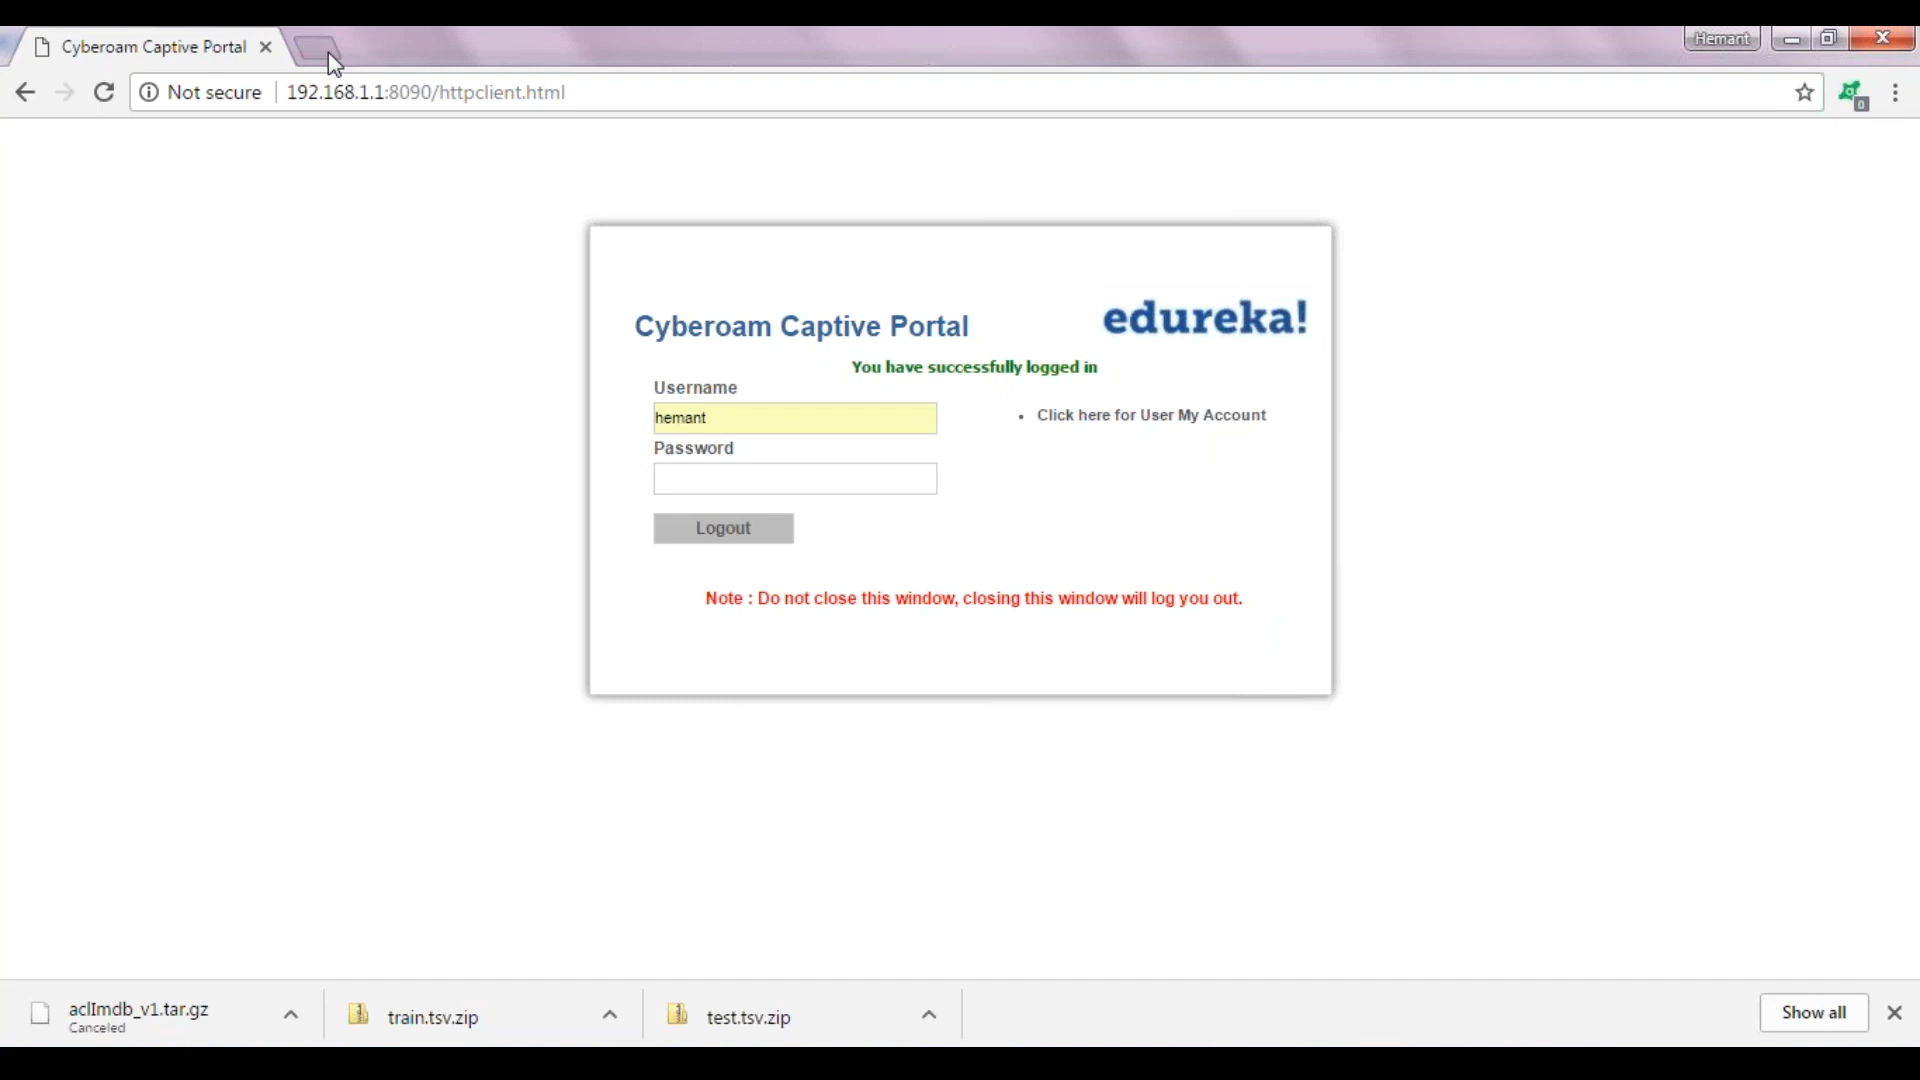 Cyberoam Captive Portal
Hemant
Not secure
192.168.1.1:8090/httpclient.html
0
Cyberoam Captive Portal
edureka!
You have successfully logged in
Username
hemant
Click here for User My Account
Password
Logout
Note : Do not close this window, closing this window will log you out.
aclImdb_v1.tar.gz
Canceled
train.tsv.zip
test.tsv.zip
Show all